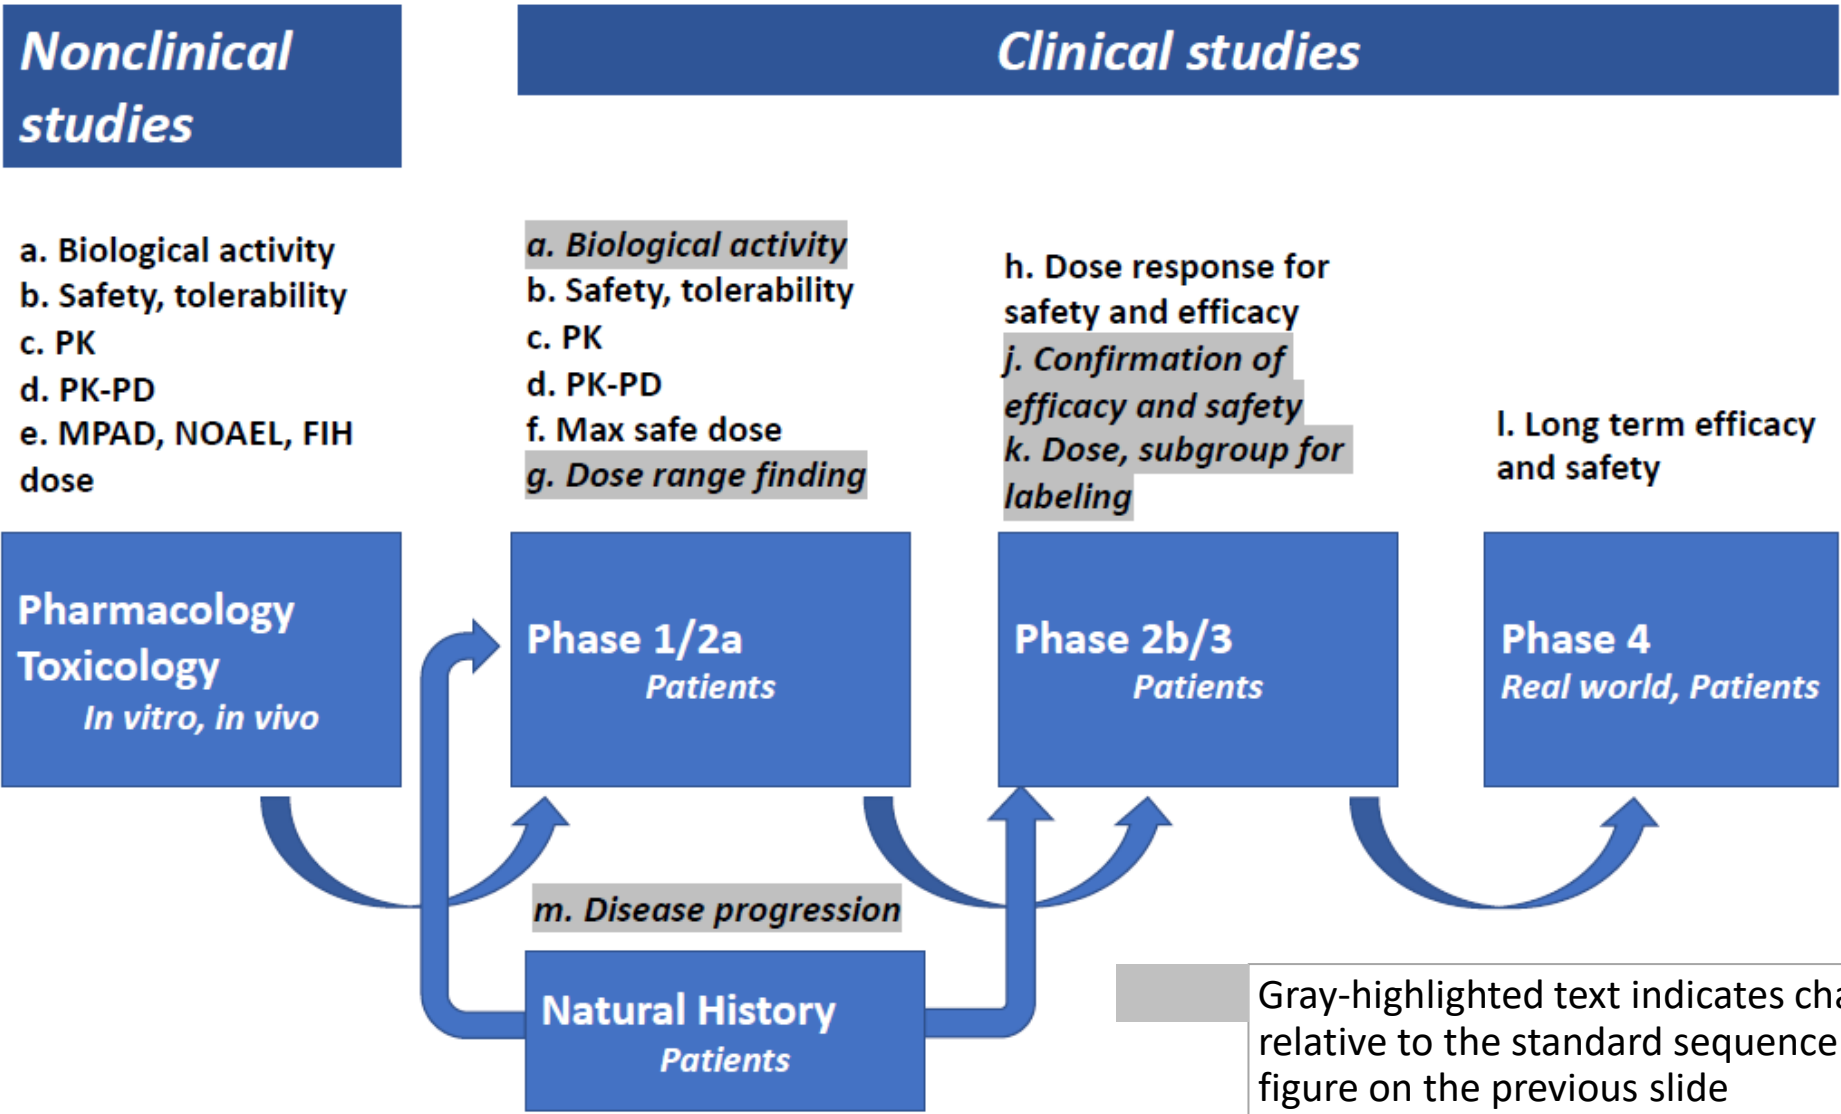 Nonclinical
studies
Clinical studies
a. Biological activity
b. Safety, tolerability
c. PK
d. PK-PD
e. MPAD, NOAEL, FIH
dose
a. Biological activity
b. Safety, tolerability
c. PK
d. PK-PD
f. Max safe dose
g. Dose range finding
h. Dose response for
safety and efficacy
j. Confirmation of
efficacy and safety
k. Dose, subgroup for
labeling
l. Long term efficacy
and safety
Pharmacology
Toxicology
In vitro, in vivo
Phase 1/2a
Patients
Phase 2b/3
Patients
Phase 4
Real world, Patients
m. Disease progression
Natural History
Patients
Gray-highlighted text indicates
relative to the standard sequence
figure on the previous slide